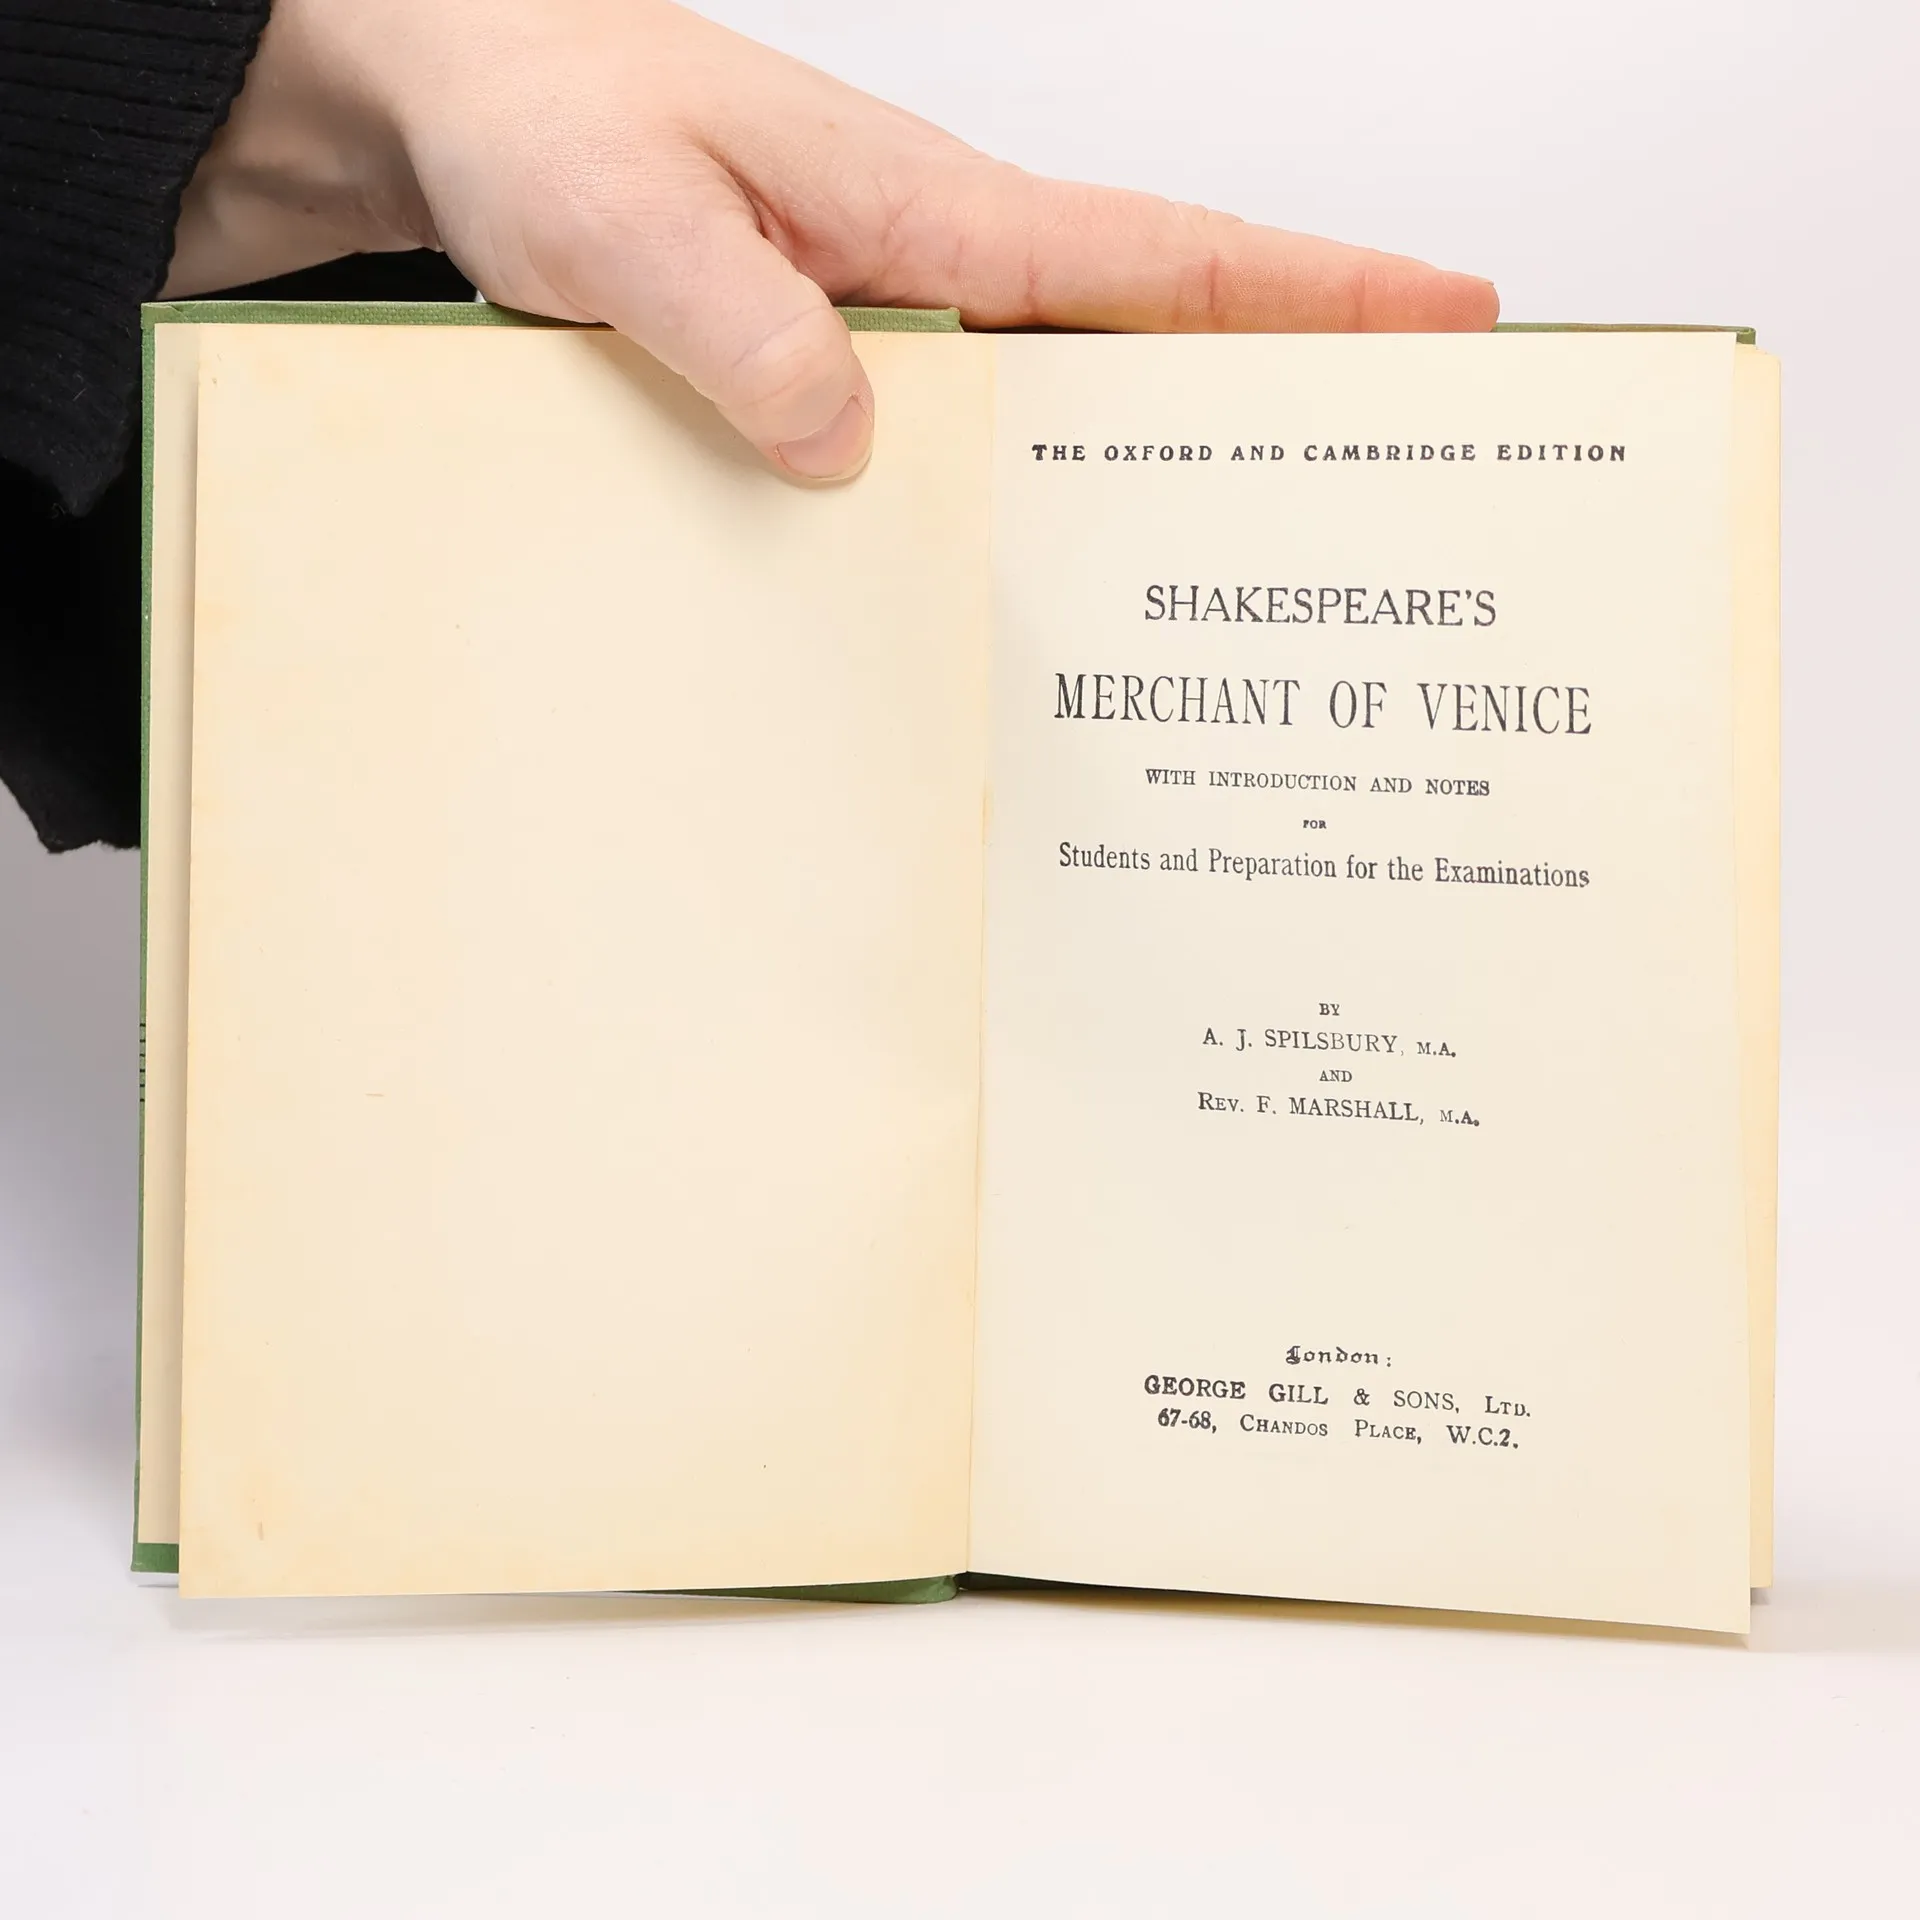 THE OXFORD AND CAMBRIDGE EDITION
SHAKESPEARE'S
MERCHANT OF VENICE
WITH INTRODUCTION AND NOTES
FOR
Students and Preparation for the Examinations
BY
A. J. SPILSBURY, M.A.
AND
REV. F. MARSHALL, M.A.
London:
GEORGE GILL & SONS, LTD.
67-68, CHANDOS PLACE, W.C.2.